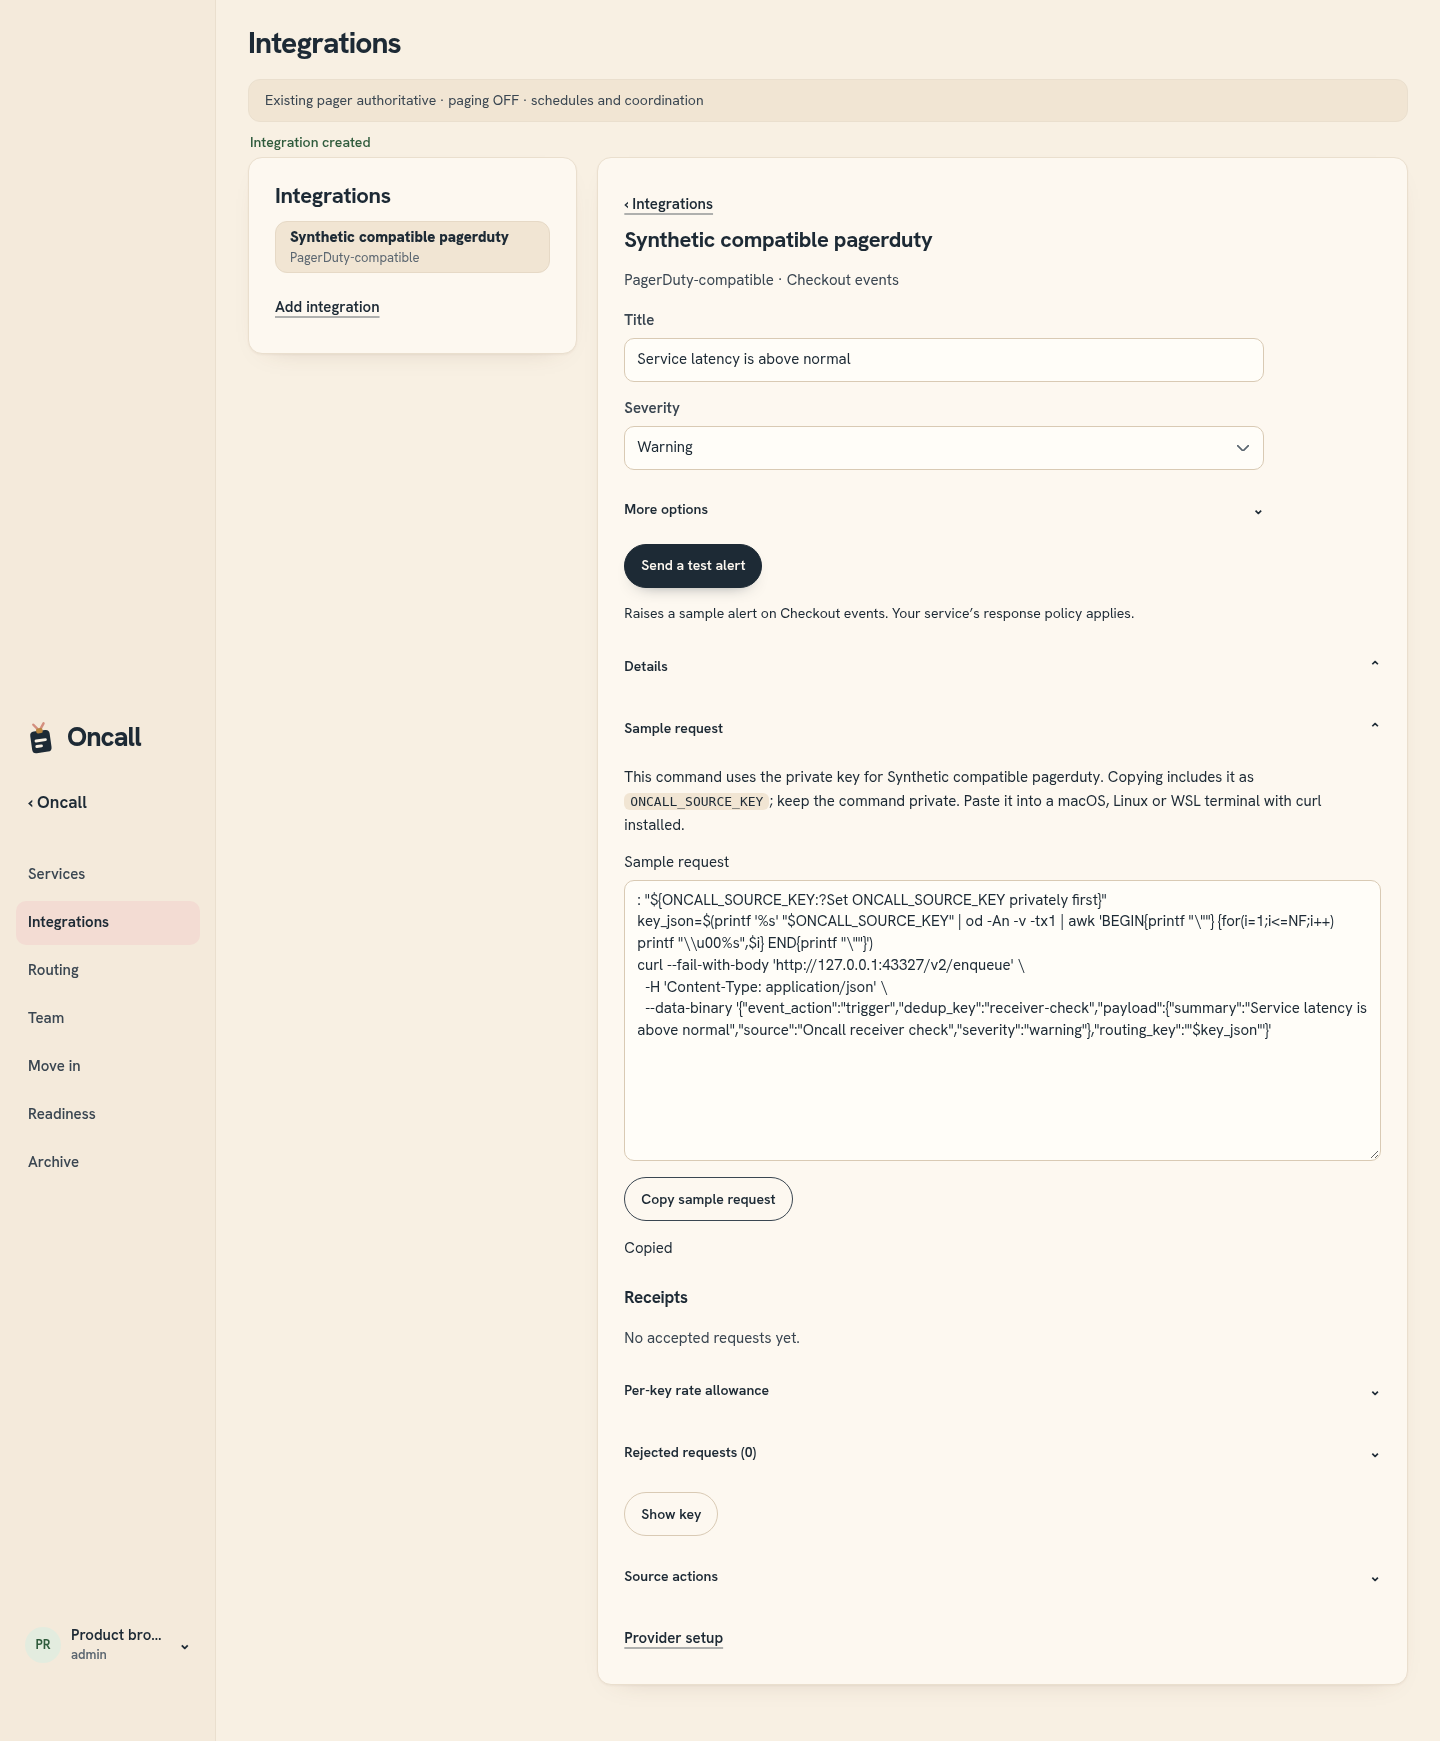 Oncall
‹ Oncall
Services
Integrations
Routing
Team
Move in
Readiness
Archive
PR
Product bro...
admin
Integrations
Existing pager authoritative · paging OFF · schedules and coordination
Integration created
Integrations
Synthetic compatible pagerduty
PagerDuty-compatible
Add integration
‹ Integrations
Synthetic compatible pagerduty
PagerDuty-compatible · Checkout events
Title
Service latency is above normal
Severity
Warning
More options
Send a test alert
Raises a sample alert on Checkout events. Your service’s response policy applies.
Details
Sample request
This command uses the private key for Synthetic compatible pagerduty. Copying includes it as
ONCALL_SOURCE_KEY; keep the command private. Paste it into a macOS, Linux or WSL terminal with curl
installed.
Sample request
: "${ONCALL_SOURCE_KEY:?Set ONCALL_SOURCE_KEY privately first}"
key_json=$(printf '%s' "$ONCALL_SOURCE_KEY" | od -An -v -tx1 | awk 'BEGIN{printf "\""} {for(i=1;i<=NF;i++)
printf "\\u00%s",$i} END{printf "\""}')
curl --fail-with-body 'http://127.0.0.1:43327/v2/enqueue' \
-H 'Content-Type: application/json' \
--data-binary '{"event_action":"trigger","dedup_key":"receiver-check","payload":{"summary":"Service latency is
above normal","source":"Oncall receiver check","severity":"warning"},"routing_key":'"$key_json"'}'
Copy sample request
Copied
Receipts
No accepted requests yet.
Per-key rate allowance
Rejected requests (0)
Show key
Source actions
Provider setup